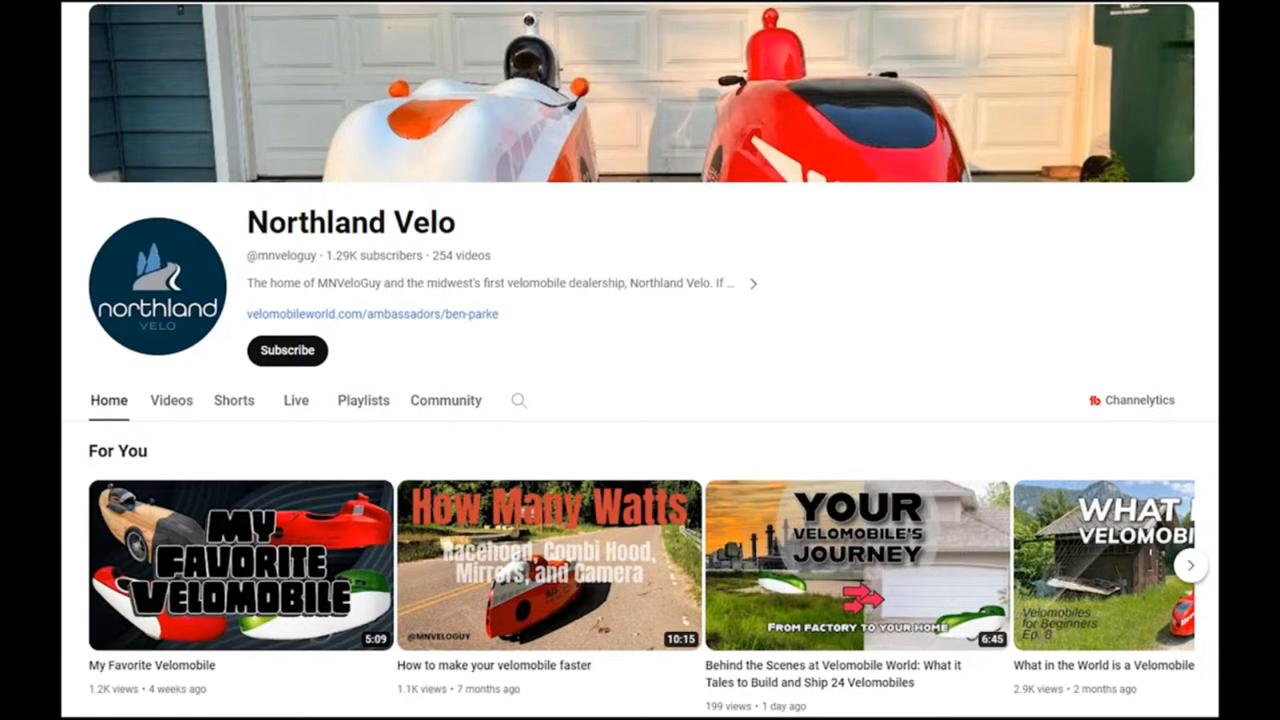 Northland Velo
@mnveloguy · 1.29K subscribers · 254 videos
The home of MNVeloGuy and the midwest's first velomobile dealership, Northland Velo. If ...
velomobileworld.com/ambassadors/ben-parke
northland
VELO
Subscribe
Home Videos Shorts Live Playlists Community
Channelytics
For You
MY
FAVORITE
VELOMOBILE
5:09
How Many Watts
Racehood, Combi Hood,
Mirrors, and Camera
@MNVELOGUY
10:15
YOUR
VELOMOBILE'S
JOURNEY
FROM FACTORY TO YOUR HOME
6:45
WHAT
VELOMOBI
Velomobiles
for Beginners
Ep. 8
My Favorite Velomobile
1.2K views • 4 weeks ago
How to make your velomobile faster
1.1K views • 7 months ago
Behind the Scenes at Velomobile World: What it
Tales to Build and Ship 24 Velomobiles
199 views • 1 day ago
What in the World is a Velomobile
2.9K views • 2 months ago